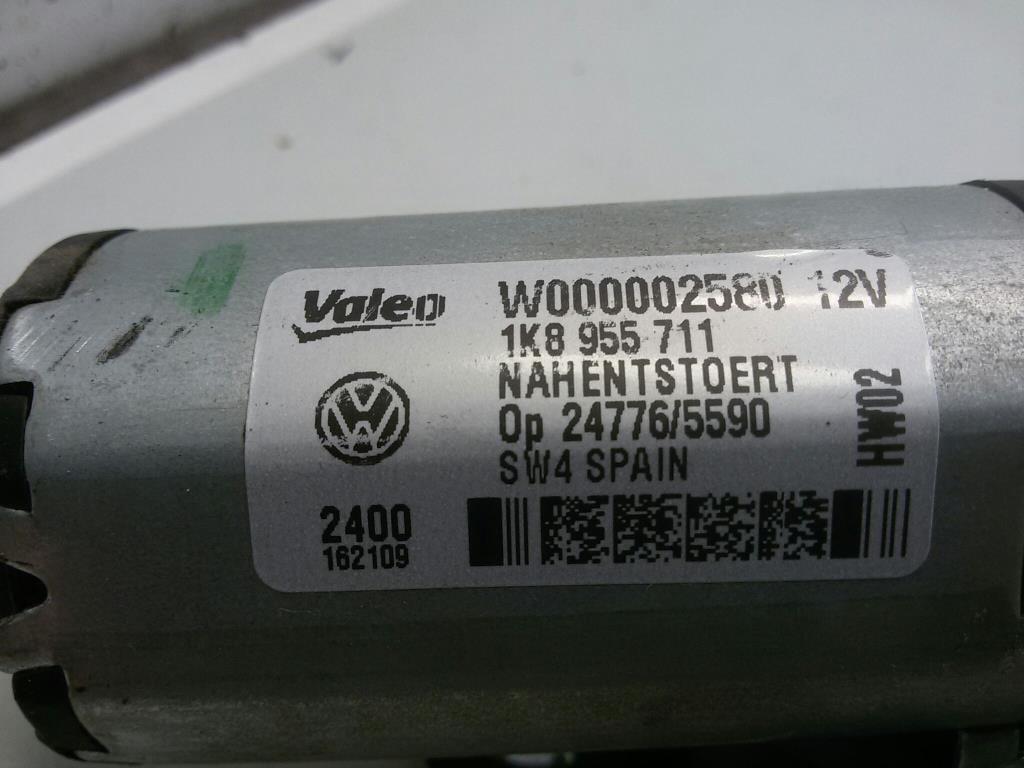 Valeo
W000002580 12V
1K8 955 711
NAHENTSTOERT
Op 24776/5590
SW4 SPAIN
HW02
2400
162109